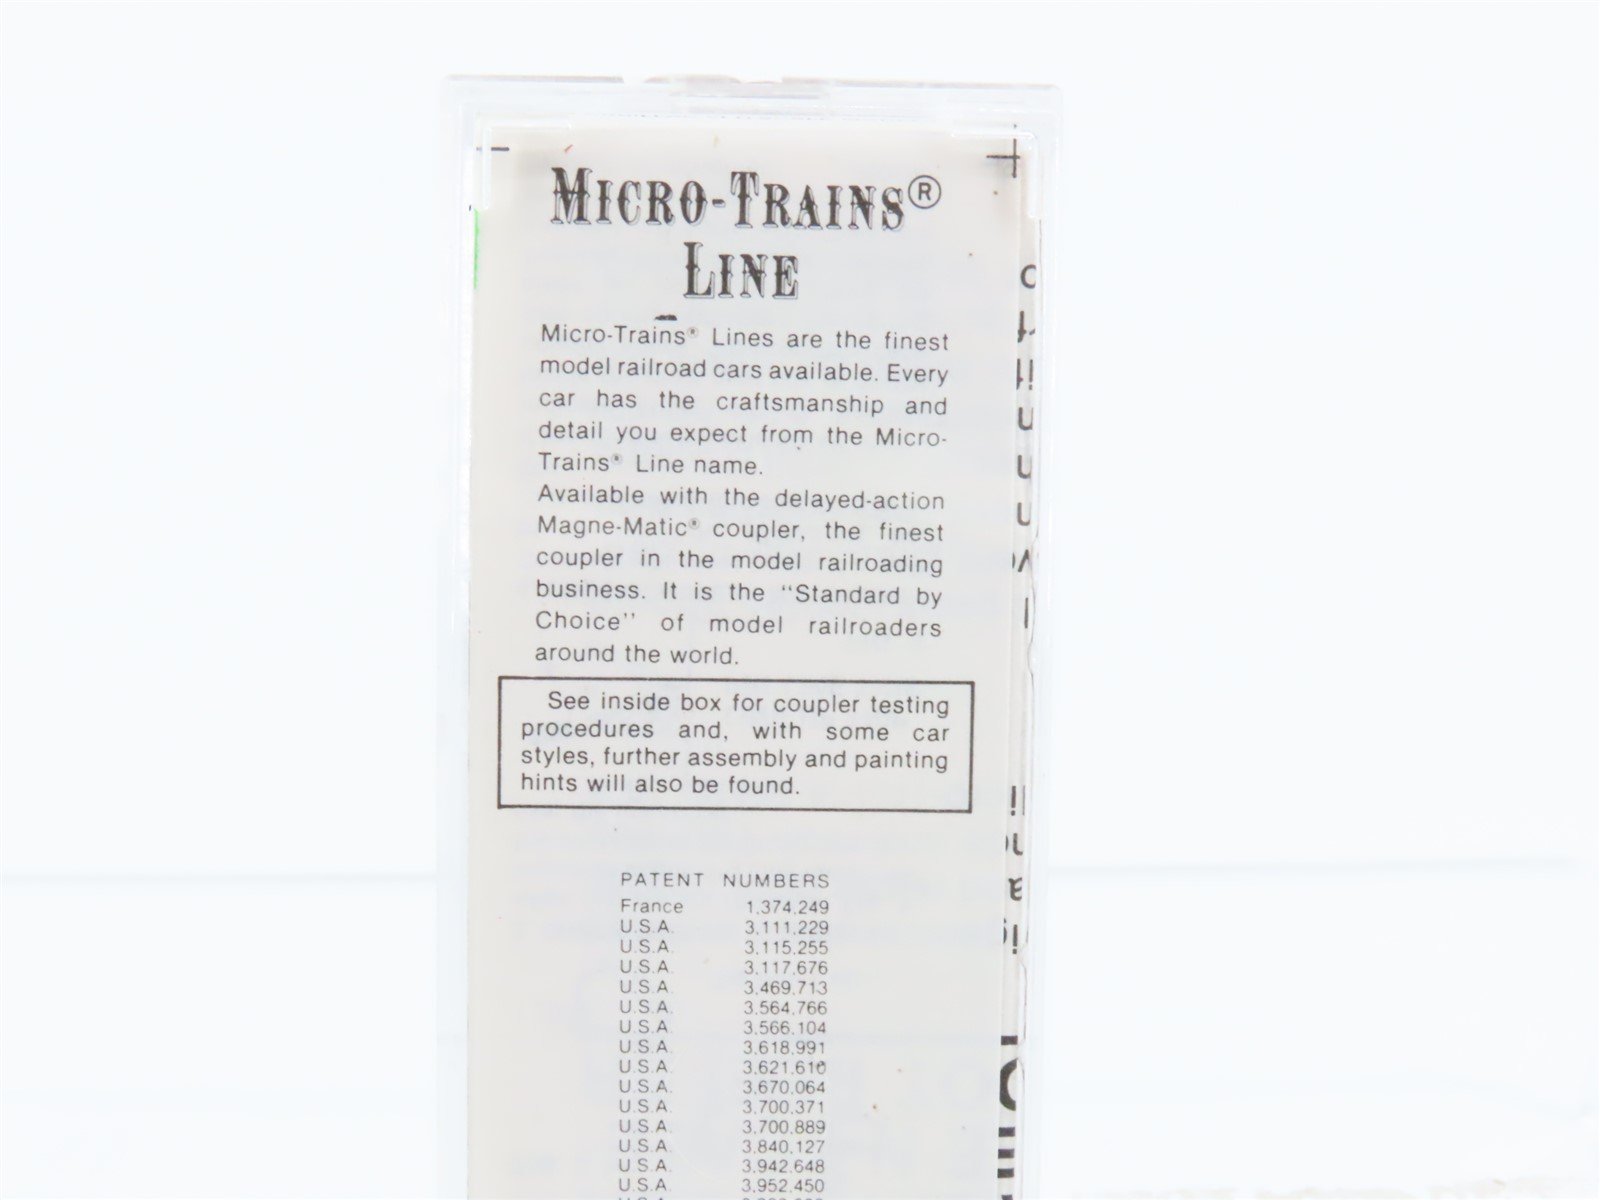 MICRO-TRAINS®
LINE
Micro-Trains® Lines are the finest
model railroad cars available. Every
car has the craftsmanship and
detail you expect from the Micro-
Trains® Line name.
Available with the delayed-action
Magne-Matic® coupler, the finest
coupler in the model railroading
business. It is the “Standard by
Choice” of model railroaders
around the world.
See inside box for coupler testing
procedures and, with some car
styles, further assembly and painting
hints will also be found.
PATENT NUMBERS
France 1,374,249
U.S.A. 3,111,229
U.S.A. 3,115,255
U.S.A. 3,117,676
U.S.A. 3,469,713
U.S.A. 3,564,766
U.S.A. 3,566,104
U.S.A. 3,618,991
U.S.A. 3,621,610
U.S.A. 3,670,064
U.S.A. 3,700,371
U.S.A. 3,700,889
U.S.A. 3,840,127
U.S.A. 3,942,648
U.S.A. 3,952,450